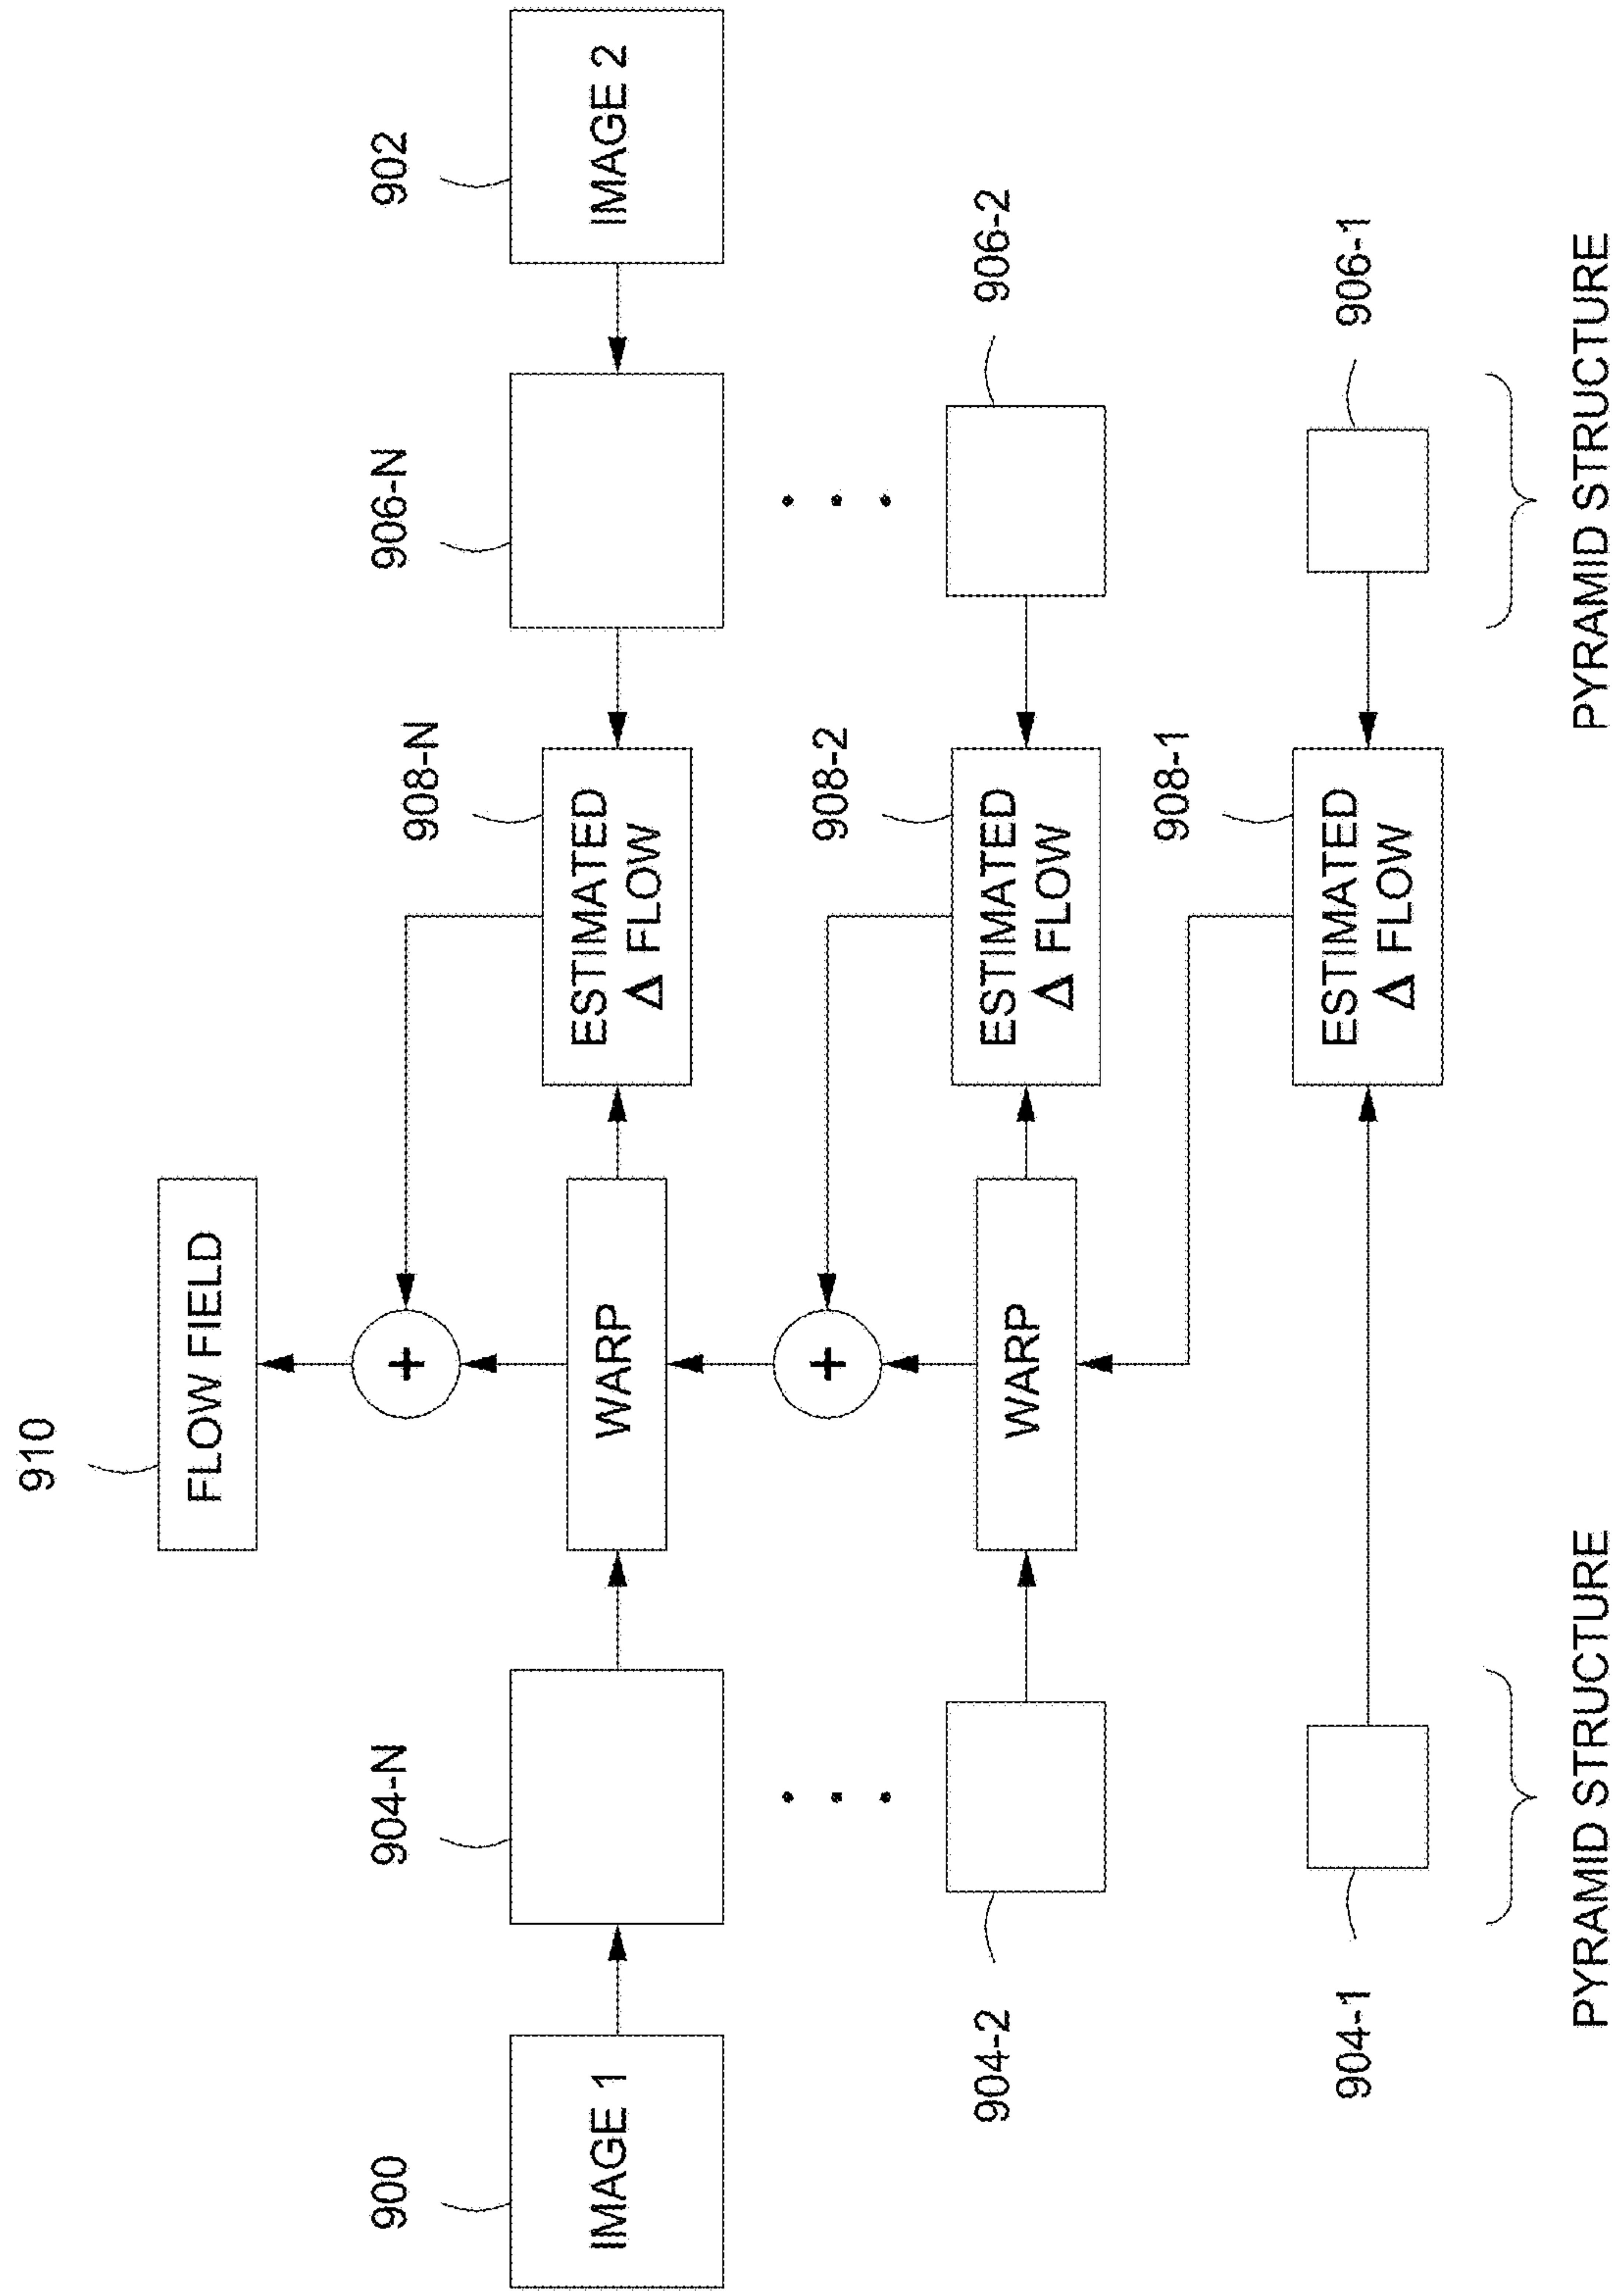 910
FLOW FIELD
900
904-N
908-N
906-N
902
IMAGE 1
WARP
ESTIMATED
Δ FLOW
IMAGE 2
+
+
908-2
904-2
WARP
ESTIMATED
Δ FLOW
906-2
908-1
904-1
ESTIMATED
Δ FLOW
906-1
PYRAMID STRUCTURE
PYRAMID STRUCTURE